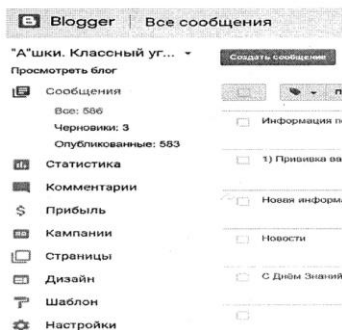 Blogger Все сообщения
"А"шки. Классный уг...
Просмотреть блог
Создать сообщение
Сообщения
Все: 586
Черновики: 3
Опубликованные: 583
Статистика
Комментарии
Прибыль
Кампании
Страницы
Дизайн
Шаблон
Настройки
Информация
1) Прививка
Новая
Новости
С Днём Знаний